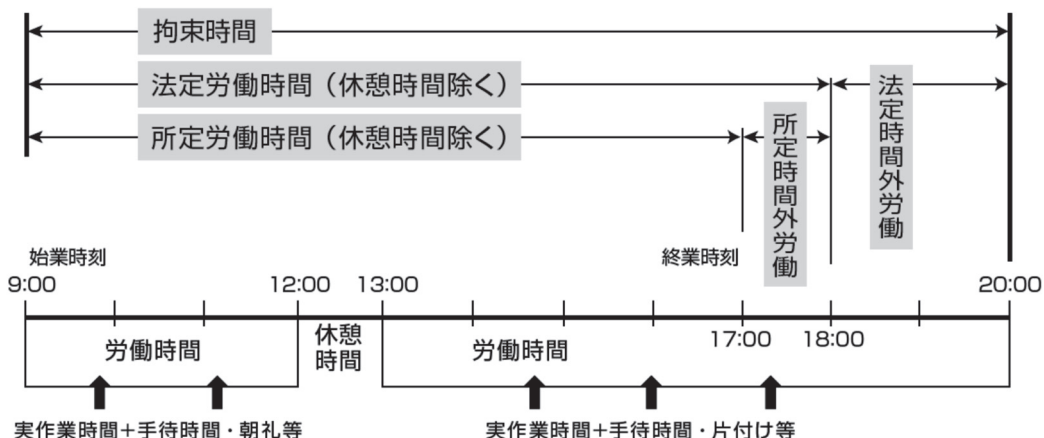 拘束時間
法定労働時間（休憩時間除く）
法定時間外労働
所定労働時間（休憩時間除く）
所定時間外労働
始業時刻
終業時刻
9:00
12:00
13:00
20:00
17:00
18:00
労働時間
休憩
時間
労働時間
実作業時間+手待時間・朝礼等
実作業時間+手待時間・片付け等